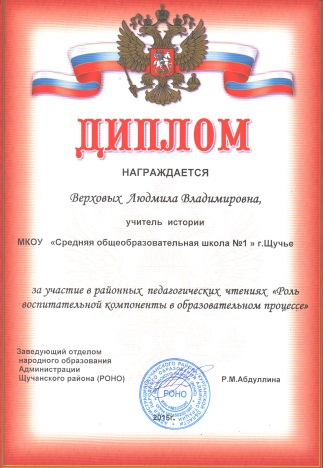 ДИПЛОМ
НАГРАЖДАЕТСЯ
Верховых Людмила Владимировна,
учитель истории
МКОУ «Средняя общеобразовательная школа №1 » г.Щучье
за участие в районных педагогических чтениях «Роль
воспитательной компоненты в образовательном процессе»
Заведующий отделом
народного образования
Администрации
Щучанского района (РОНО)
Р.М.Абдуллина
РОНО
2015г.